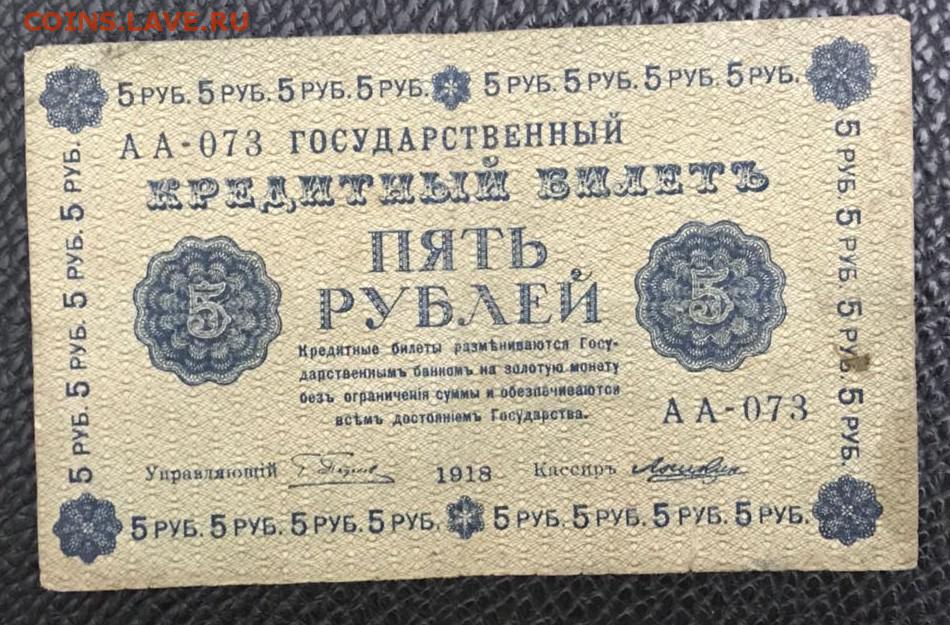 COINS.LAVE.RU
5 РУБ. 5 РУБ. 5 РУБ. 5 РУБ. 5 РУБ. 5 РУБ. 5 РУБ. 5 РУБ.
АА-073 ГОСУДАРСТВЕННЫЙ
КРЕДИТНЫЙ БИЛЕТЪ
ПЯТЬ
РУБЛЕЙ
5
5
Кредитные билеты размѣниваются Госу-
дарственнымъ банкомъ на золотую монету
безъ ограниченія суммы и обезпечиваются
всѣмъ достояніемъ Государства.
АА-073
Управляющій
1918
Кассиръ
5 РУБ. 5 РУБ. 5 РУБ. 5 РУБ. 5 РУБ. 5 РУБ. 5 РУБ. 5 РУБ.
5 РУБ. 5 РУБ. 5 РУБ. 5 РУБ.
5 РУБ. 5 РУБ. 5 РУБ. 5 РУБ.